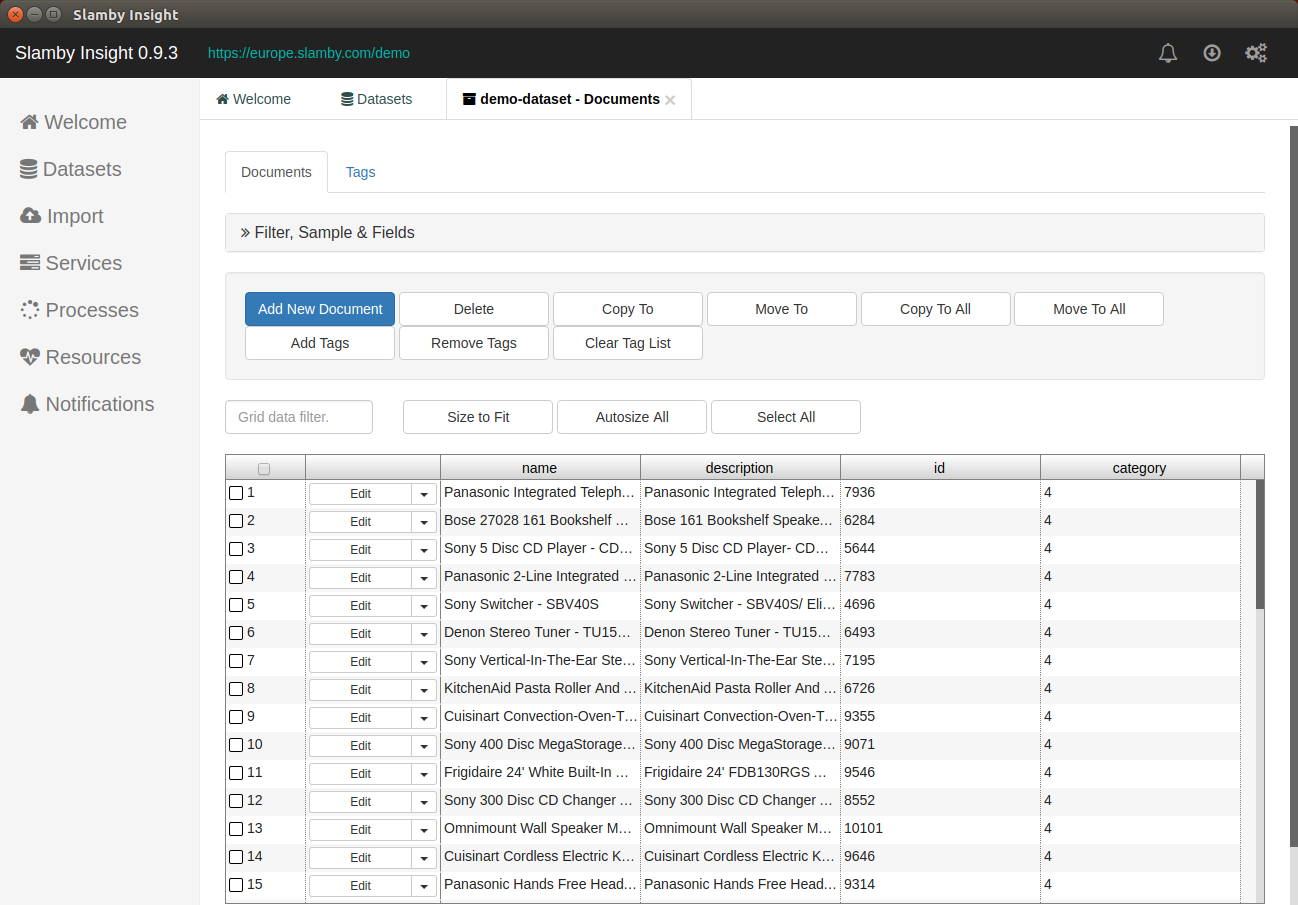 Slamby Insight
Slamby Insight 0.9.3 https://europe.slamby.com/demo
Welcome Datasets demo-dataset - Documents
Welcome
Datasets
Import
Services
Processes
Resources
Notifications
Documents Tags
Filter, Sample & Fields
Add New Document Delete Copy To Move To Copy To All Move To All
Add Tags Remove Tags Clear Tag List
Grid data filter. Size to Fit Autosize All Select All
name description id category
1 Edit Panasonic Integrated Teleph... Panasonic Integrated Teleph... 7936 4
2 Edit Bose 27028 161 Bookshelf ... Bose 161 Bookshelf Speake... 6284 4
3 Edit Sony 5 Disc CD Player - CD... Sony 5 Disc CD Player- CD... 5644 4
4 Edit Panasonic 2-Line Integrated ... Panasonic 2-Line Integrated ... 7783 4
5 Edit Sony Switcher - SBV40S Sony Switcher - SBV40S/ Eli... 4696 4
6 Edit Denon Stereo Tuner - TU15... Denon Stereo Tuner - TU15... 6493 4
7 Edit Sony Vertical-In-The-Ear Ste... Sony Vertical-In-The-Ear Ste... 7195 4
8 Edit KitchenAid Pasta Roller And ... KitchenAid Pasta Roller And ... 6726 4
9 Edit Cuisinart Convection-Oven-T... Cuisinart Convection-Oven-T... 9355 4
10 Edit Sony 400 Disc MegaStorage... Sony 400 Disc MegaStorage... 9071 4
11 Edit Frigidaire 24' White Built-In ... Frigidaire 24' FDB130RGS ... 9546 4
12 Edit Sony 300 Disc CD Changer ... Sony 300 Disc CD Changer ... 8552 4
13 Edit Omnimount Wall Speaker M... Omnimount Wall Speaker M... 10101 4
14 Edit Cuisinart Cordless Electric K... Cuisinart Cordless Electric K... 9646 4
15 Edit Panasonic Hands Free Head... Panasonic Hands Free Head... 9314 4